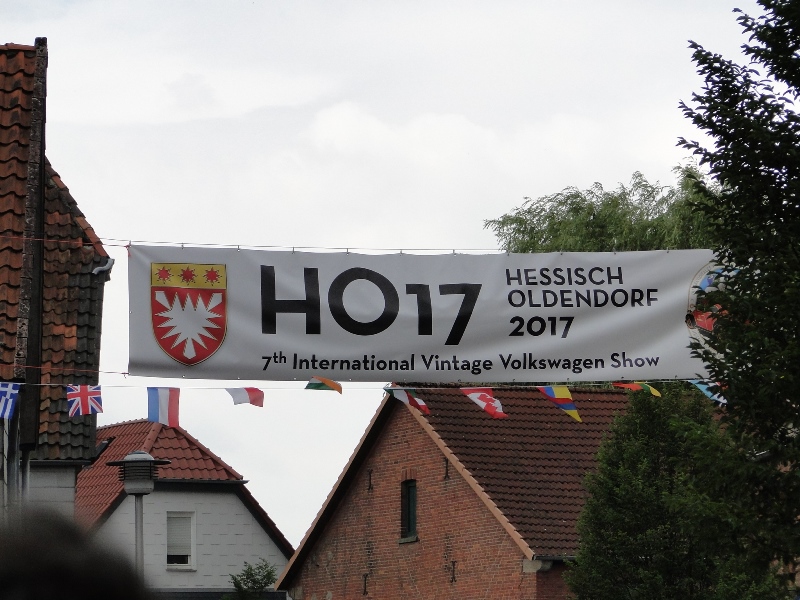 HO17
HESSISCH
OLDENDORF
2017
7th International Vintage Volkswagen Show